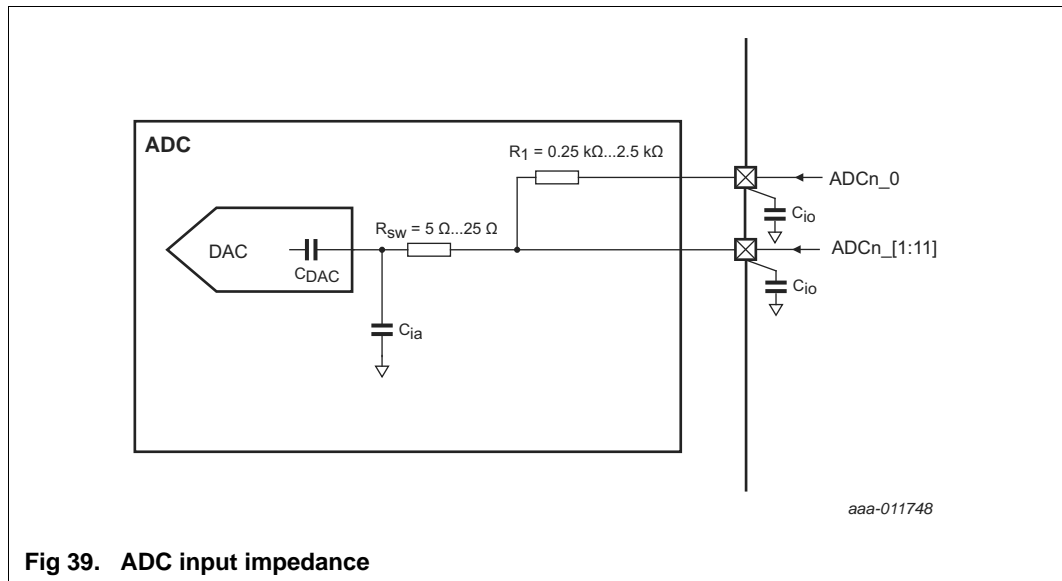 ADC
R1 = 0.25 kΩ...2.5 kΩ
ADCn_0
Cio
Rsw = 5 Ω...25 Ω
DAC
CDAC
ADCn_[1:11]
Cio
Cia
aaa-011748
Fig 39. ADC input impedance